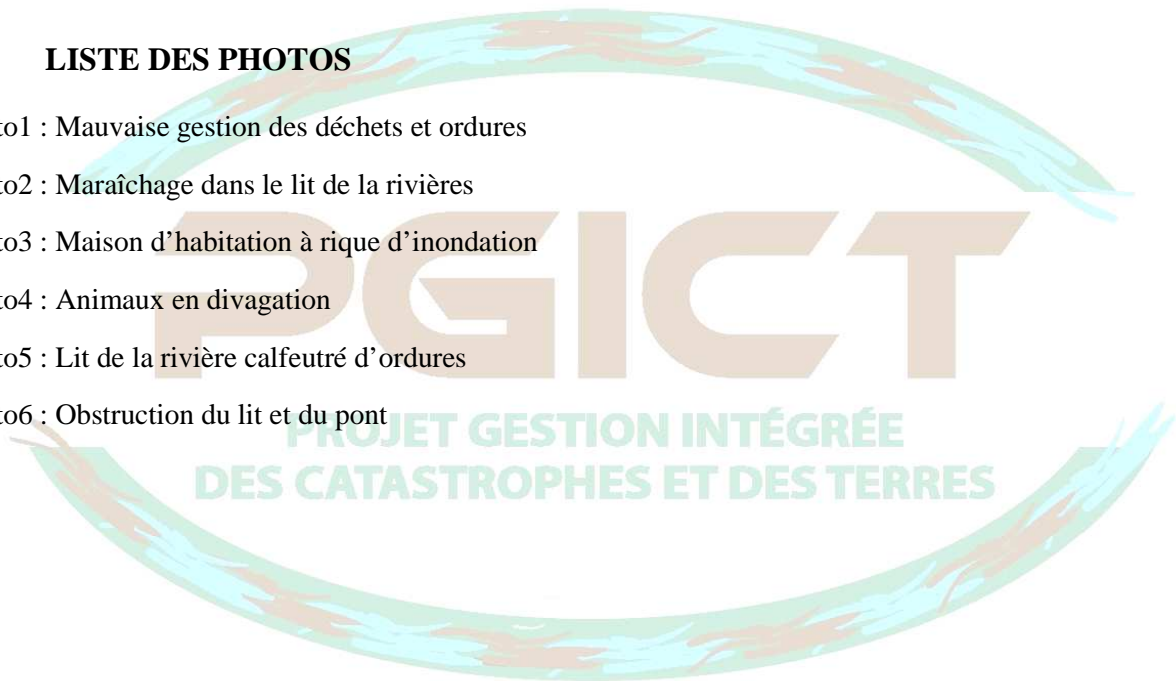 LISTE DES PHOTOS
to1 : Mauvaise gestion des déchets et ordures
to2 : Maraîchage dans le lit de la rivières
to3 : Maison d’habitation à rique d’inondation
to4 : Animaux en divagation
to5 : Lit de la rivière calfeutré d’ordures
to6 : Obstruction du lit et du pont
PGICT
PROJET GESTION INTÉGRÉE
DES CATASTROPHES ET DES TERRES